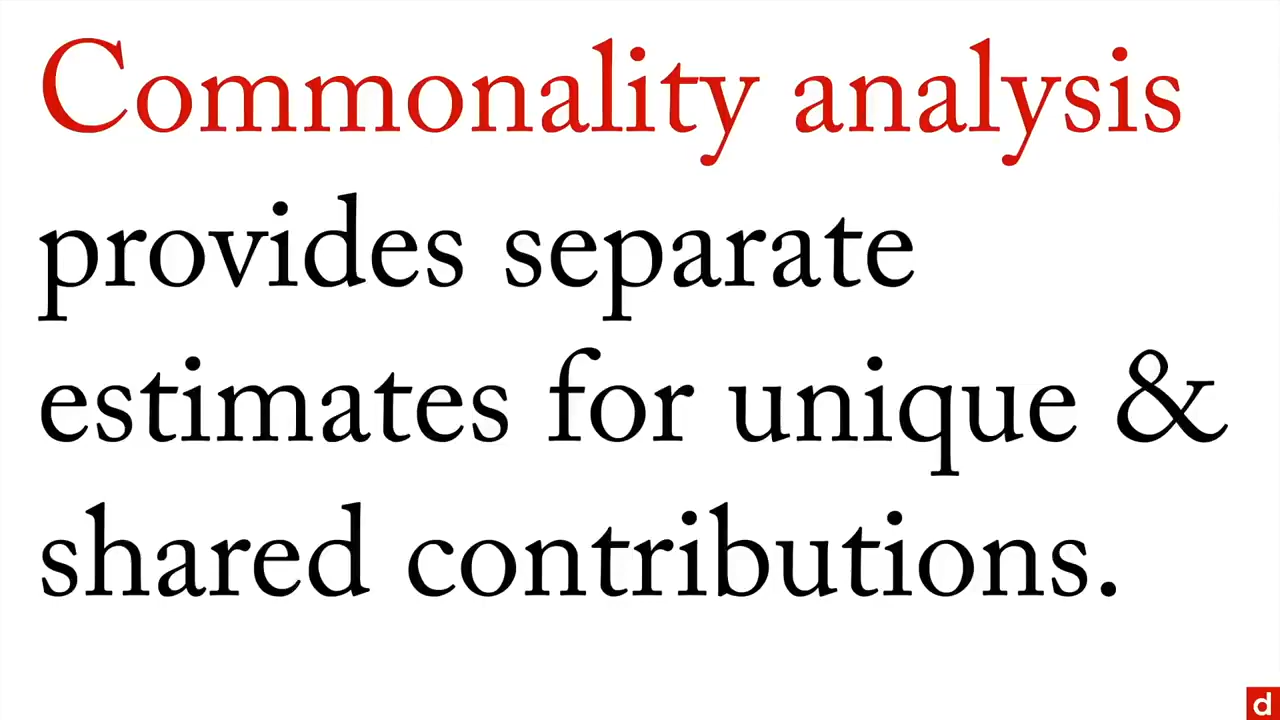 Commonality analysis
provides separate
estimates for unique &
shared contributions.
d